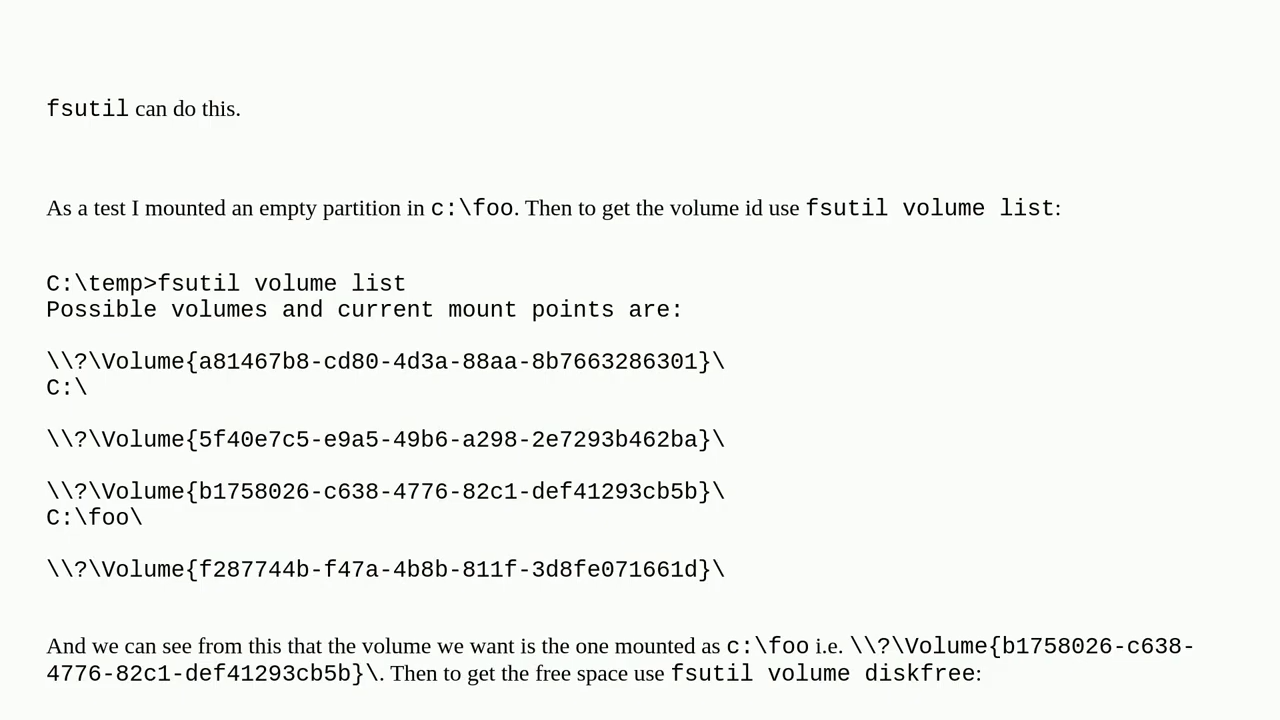 fsutil can do this.
As a test I mounted an empty partition in c:\foo. Then to get the volume id use fsutil volume list:
C:\temp>fsutil volume list
Possible volumes and current mount points are:
\\?\Volume{a81467b8-cd80-4d3a-88aa-8b7663286301}\
C:\
\\?\Volume{5f40e7c5-e9a5-49b6-a298-2e7293b462ba}\
\\?\Volume{b1758026-c638-4776-82c1-def41293cb5b}\
C:\foo\
\\?\Volume{f287744b-f47a-4b8b-811f-3d8fe071661d}\
And we can see from this that the volume we want is the one mounted as c:\foo i.e. \\?\Volume{b1758026-c638-
4776-82c1-def41293cb5b}\. Then to get the free space use fsutil volume diskfree: